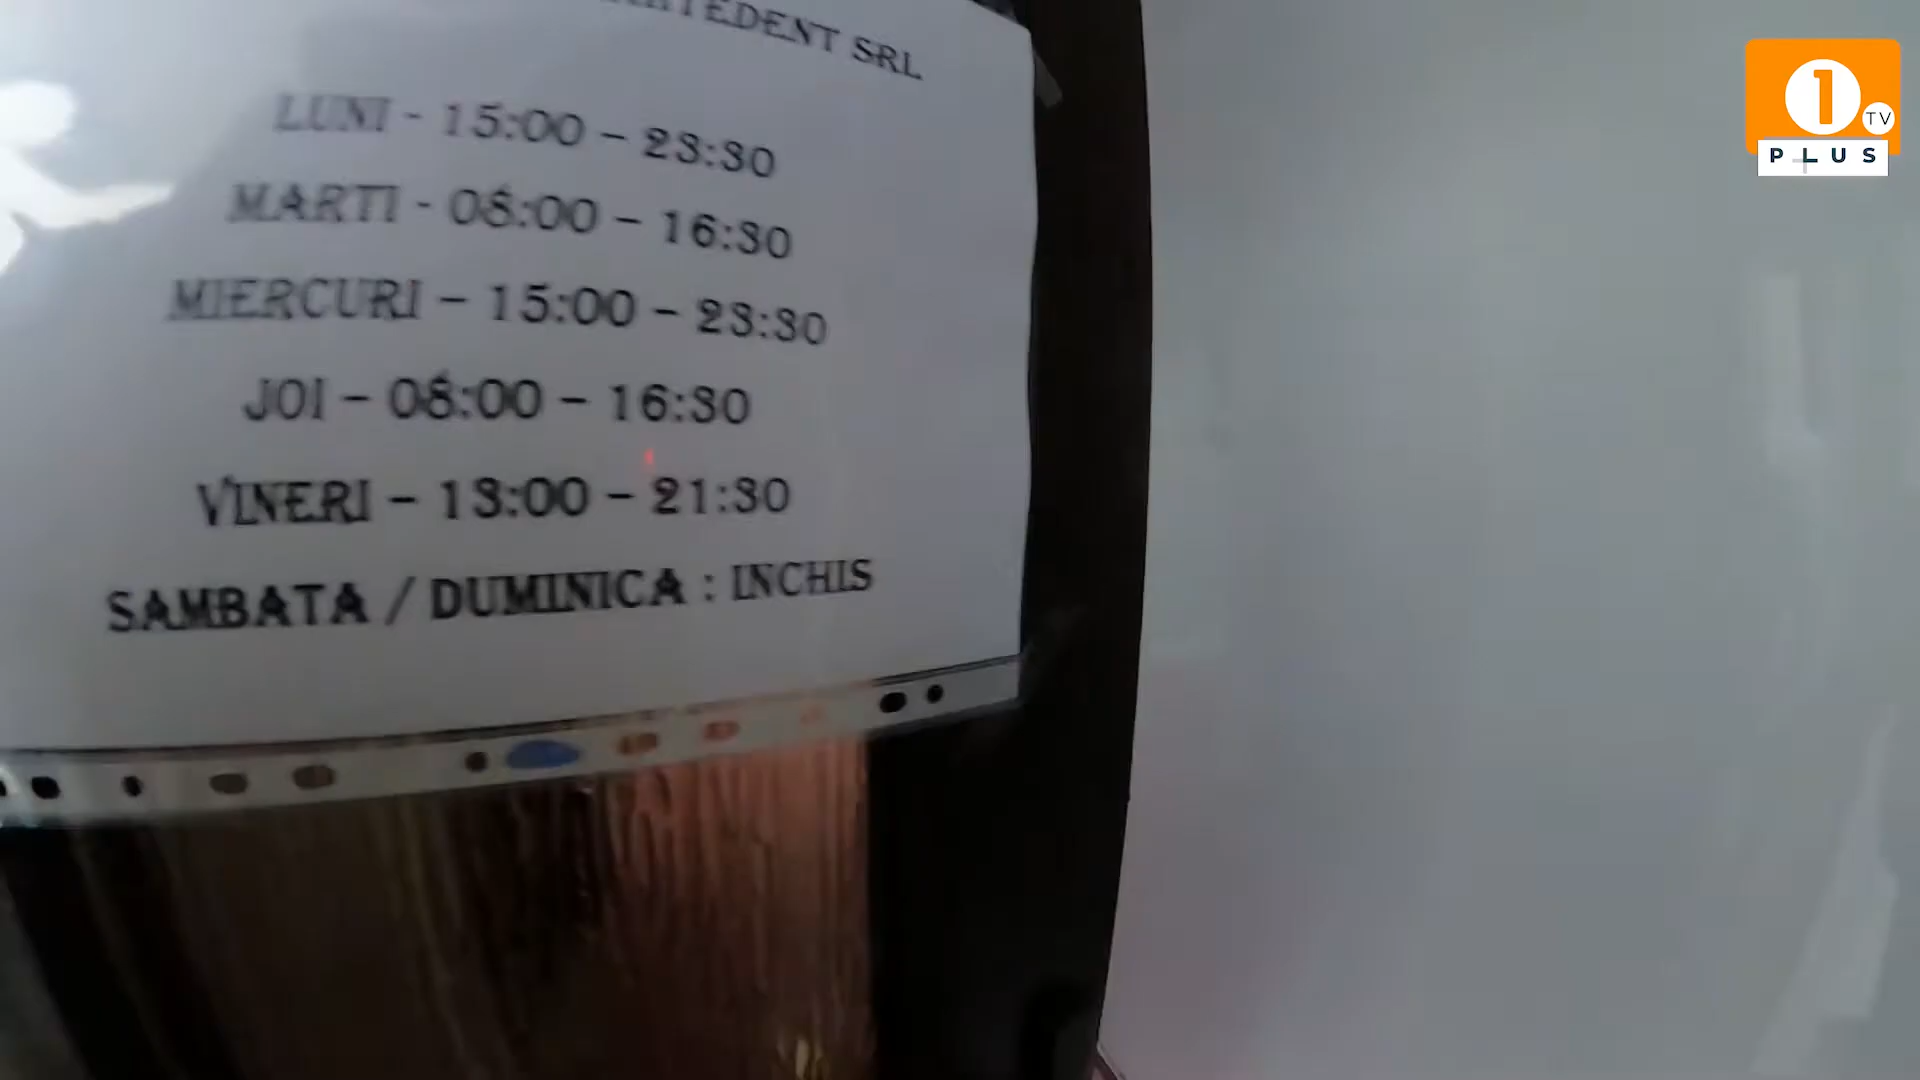 SRL
LUNI - 15:00 – 23:30
MARTI - 08:00 – 16:30
MIERCURI – 15:00 – 23:30
JOI – 08:00 – 16:30
VINERI – 13:00 – 21:30
SAMBATA / DUMINICA : INCHIS
1 TV
PLUS